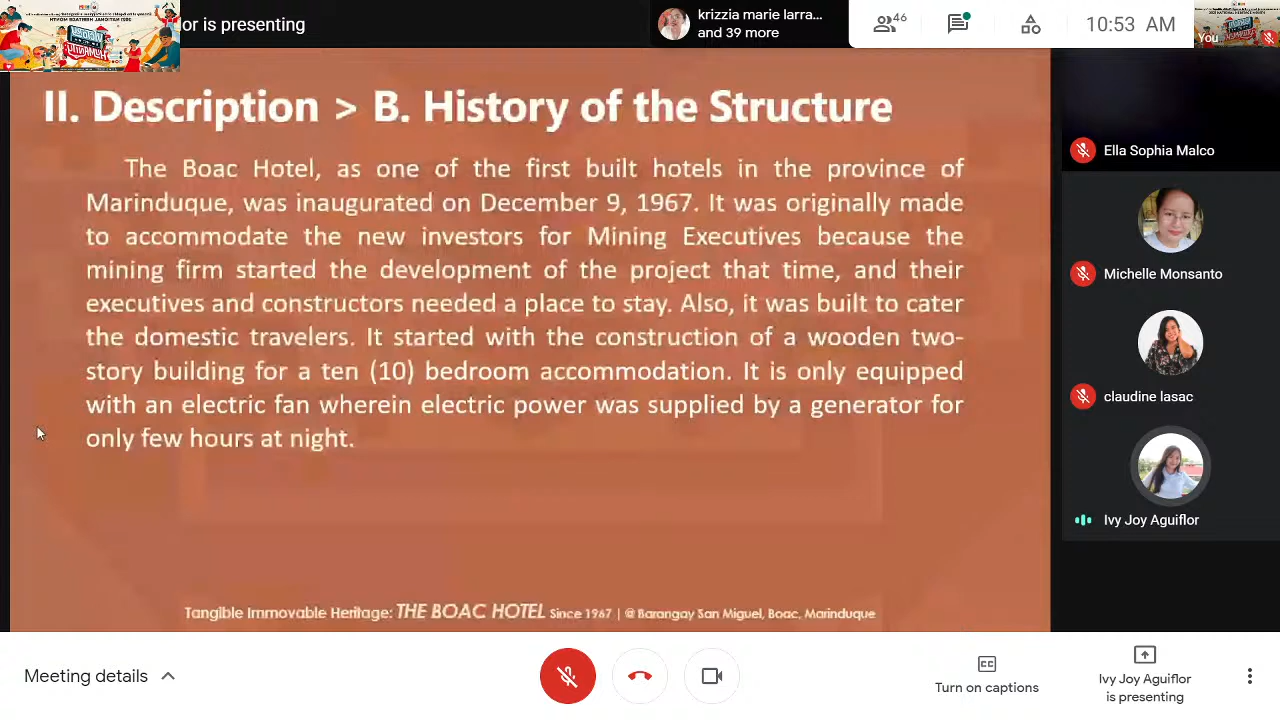 or is presenting
krizzia marie larra...
and 39 more
46
10:53 AM
You
II. Description > B. History of the Structure
The Boac Hotel, as one of the first built hotels in the province of
Marinduque, was inaugurated on December 9, 1967. It was originally made
to accommodate the new investors for Mining Executives because the
mining firm started the development of the project that time, and their
executives and constructors needed a place to stay. Also, it was built to cater
the domestic travelers. It started with the construction of a wooden two-
story building for a ten (10) bedroom accommodation. It is only equipped
with an electric fan wherein electric power was supplied by a generator for
only few hours at night.
Tangible Immovable Heritage: THE BOAC HOTEL Since 1967 | @ Barangay San Miguel, Boac, Marinduque
Ella Sophia Malco
Michelle Monsanto
claudine lasac
Ivy Joy Aguiflor
Meeting details
CC
Turn on captions
Ivy Joy Aguiflor
is presenting